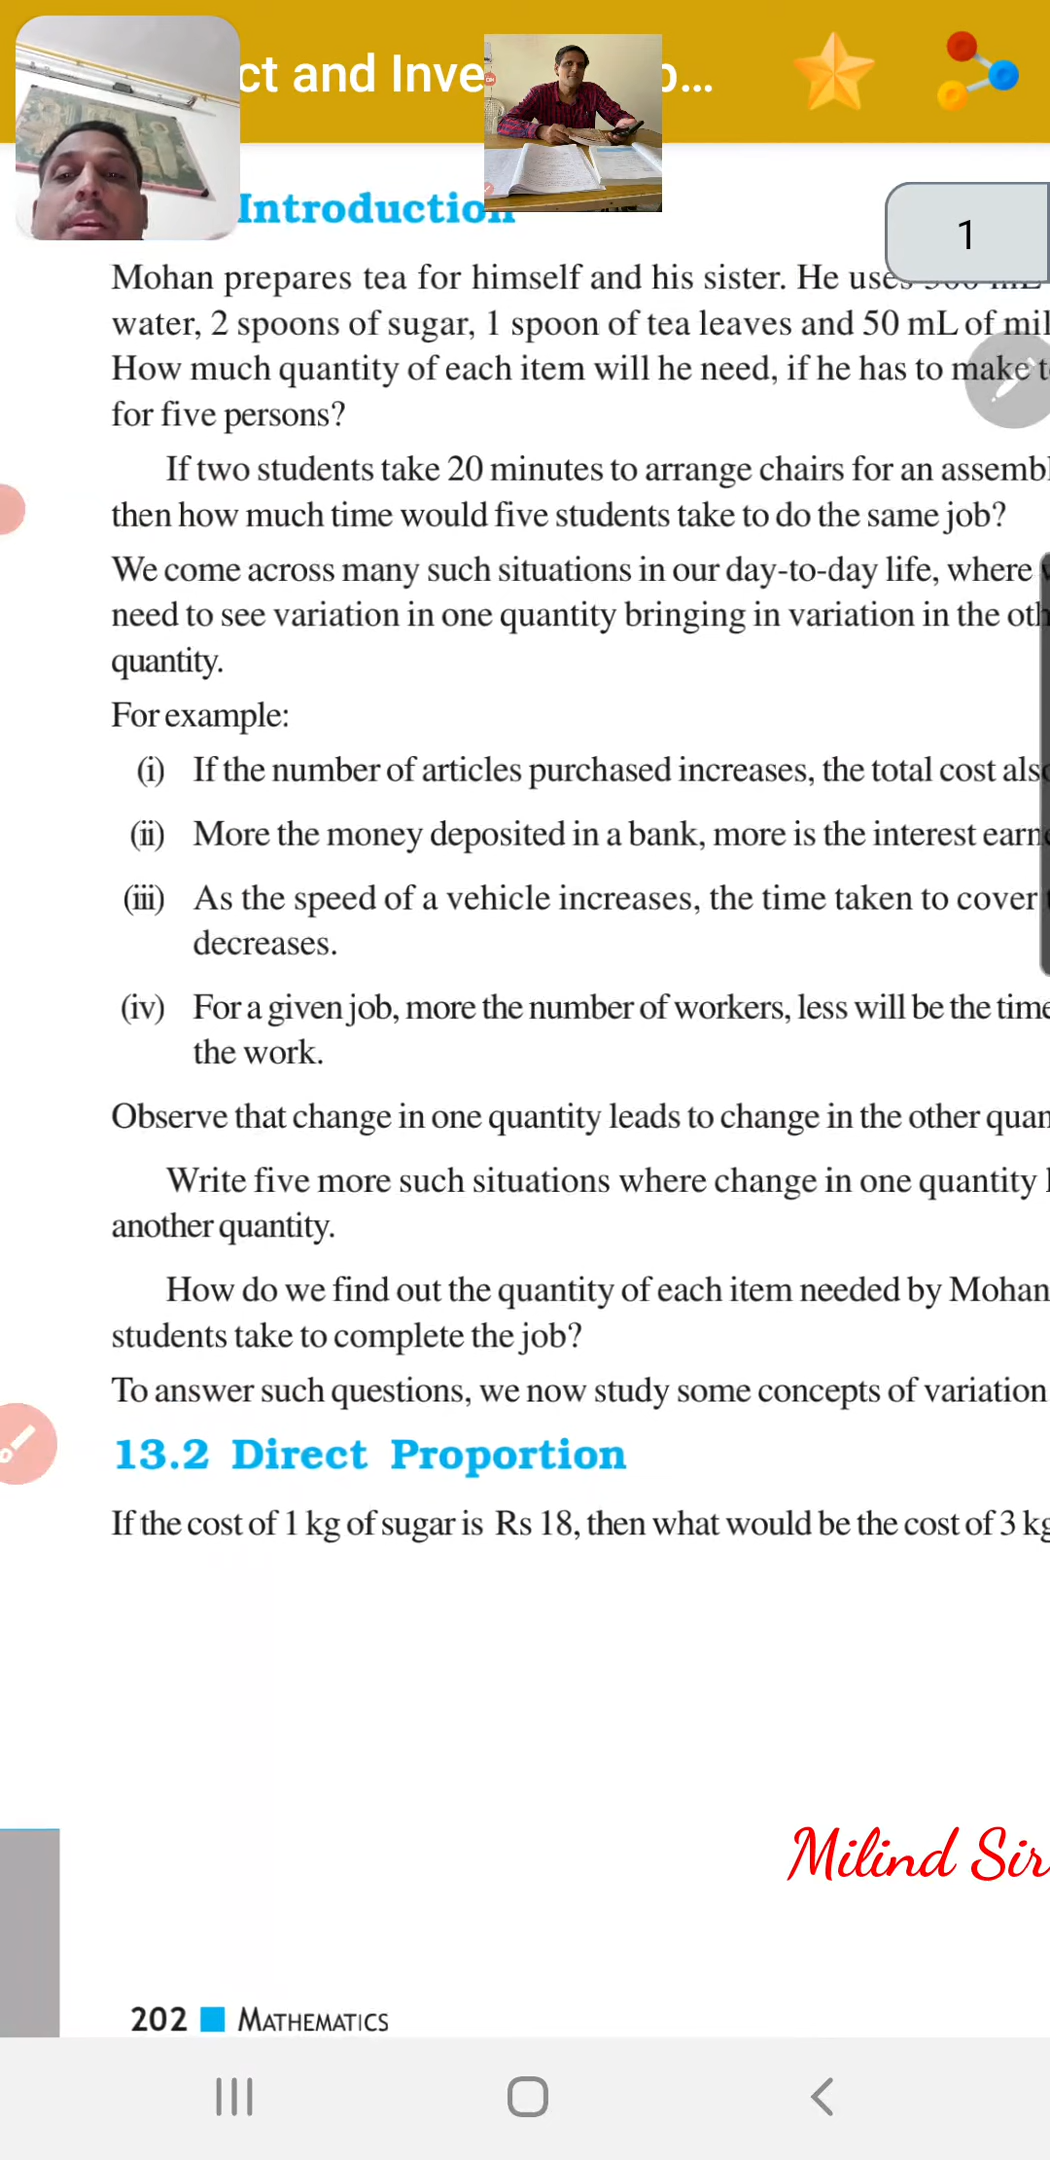 ct and Inve
...
Introduction
1
Mohan prepares tea for himself and his sister. He uses 300 mL
water, 2 spoons of sugar, 1 spoon of tea leaves and 50 mL of mil
How much quantity of each item will he need, if he has to make t
for five persons?
If two students take 20 minutes to arrange chairs for an assembl
then how much time would five students take to do the same job?
We come across many such situations in our day-to-day life, where
need to see variation in one quantity bringing in variation in the oth
quantity.
For example:
(i) If the number of articles purchased increases, the total cost also
(ii) More the money deposited in a bank, more is the interest earne
(iii) As the speed of a vehicle increases, the time taken to cover
decreases.
(iv) For a given job, more the number of workers, less will be the time
the work.
Observe that change in one quantity leads to change in the other quan
Write five more such situations where change in one quantity l
another quantity.
How do we find out the quantity of each item needed by Mohan
students take to complete the job?
To answer such questions, we now study some concepts of variation
13.2 Direct Proportion
If the cost of 1 kg of sugar is Rs 18, then what would be the cost of 3 kg
Milind Sir
202 MATHEMATICS